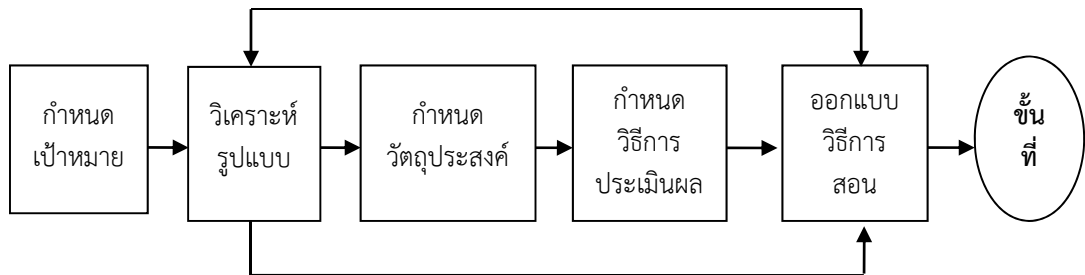 กำหนด
เป้าหมาย
วิเคราะห์
รูปแบบ
กำหนด
วัตถุประสงค์
กำหนด
วิธีการ
ประเมินผล
ออกแบบ
วิธีการ
สอน
ขั้น
ที่